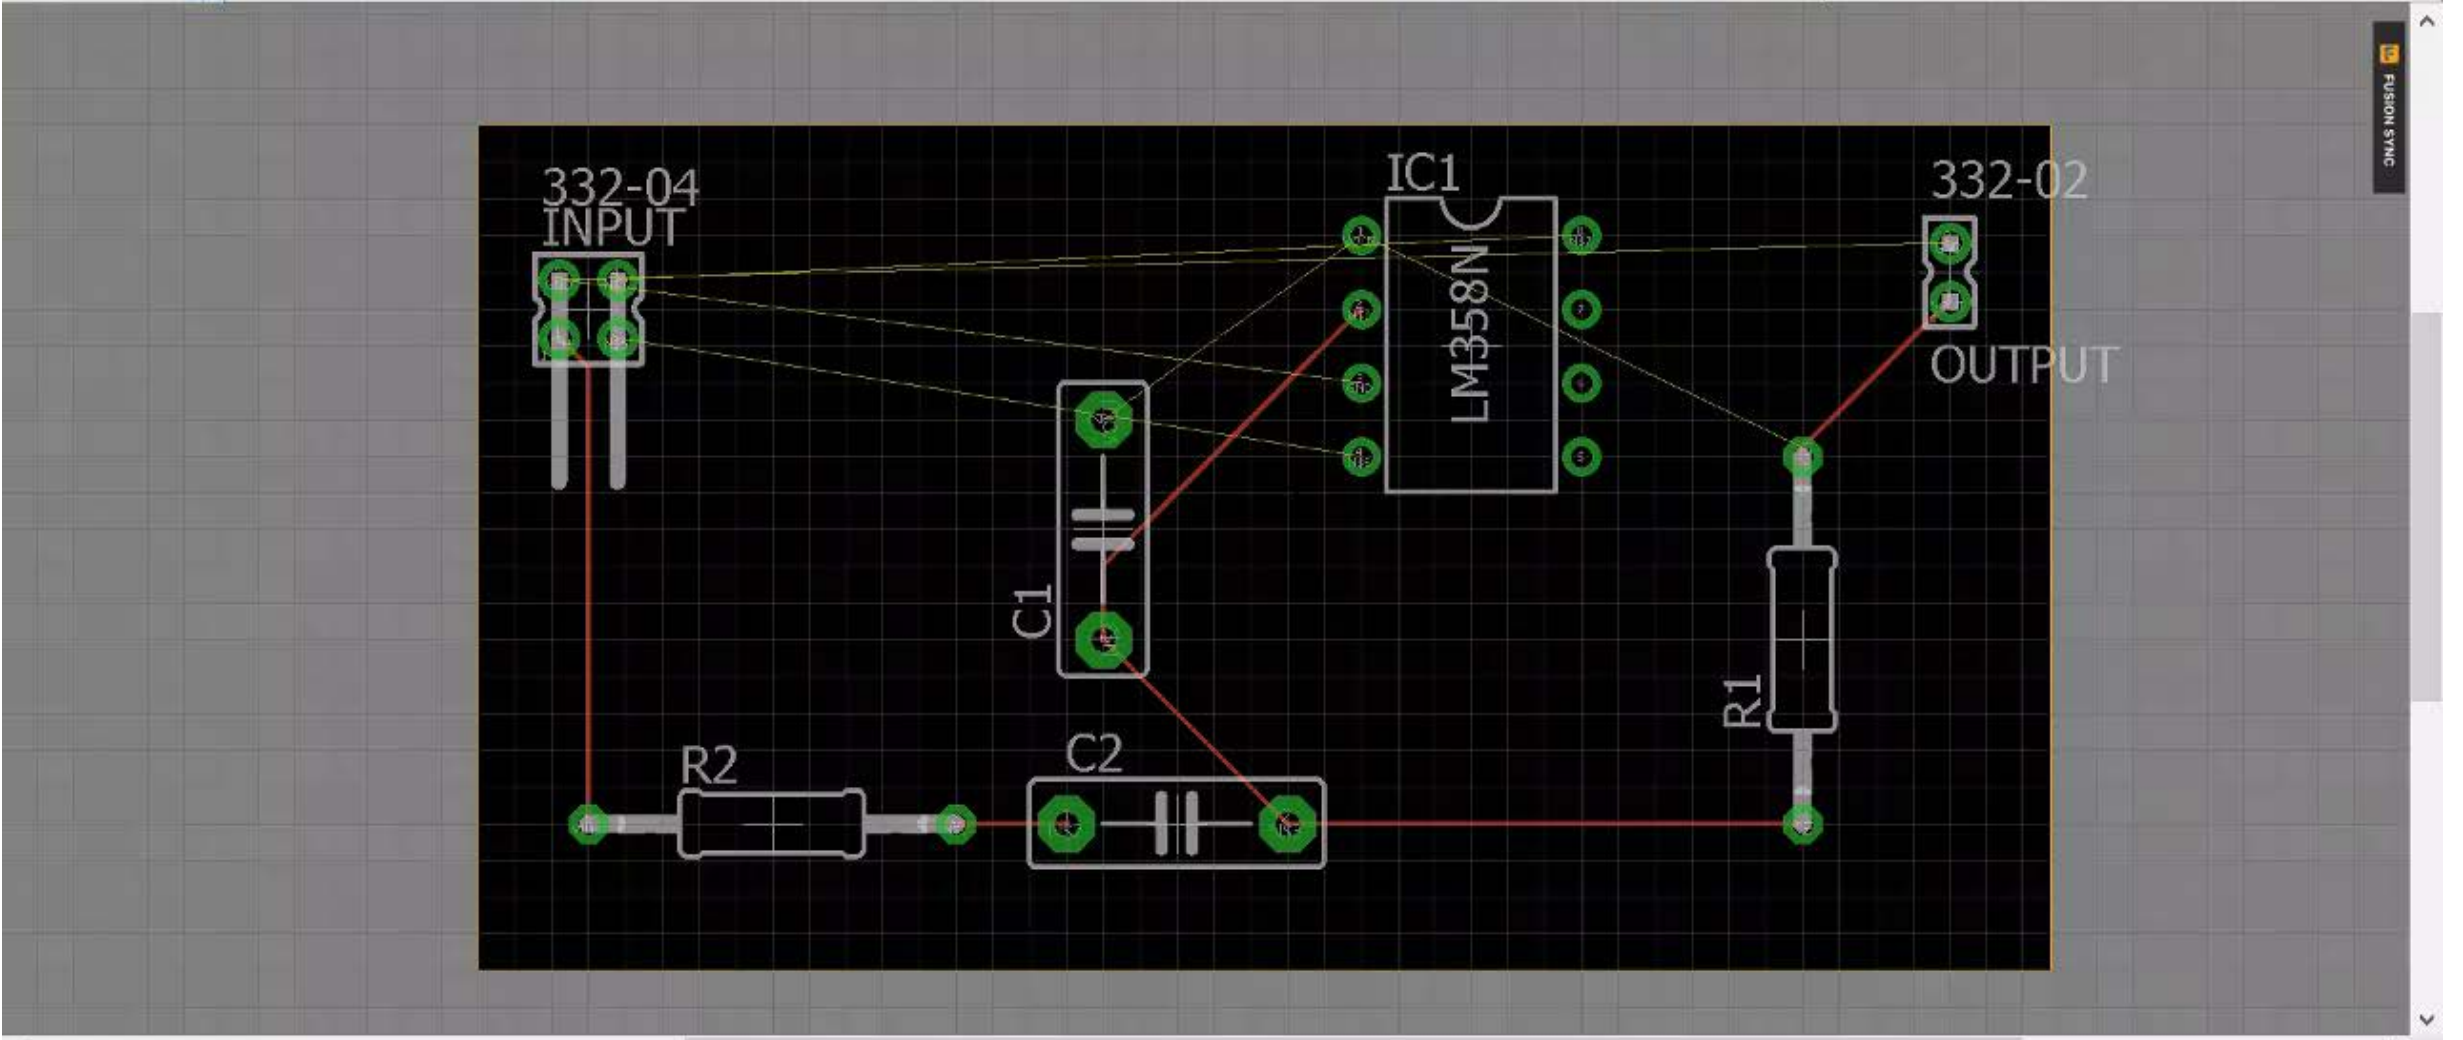 332-04
INPUT
IC1
LM358N
332-02
OUTPUT
C1
R1
R2
C2
FUSION SYNC